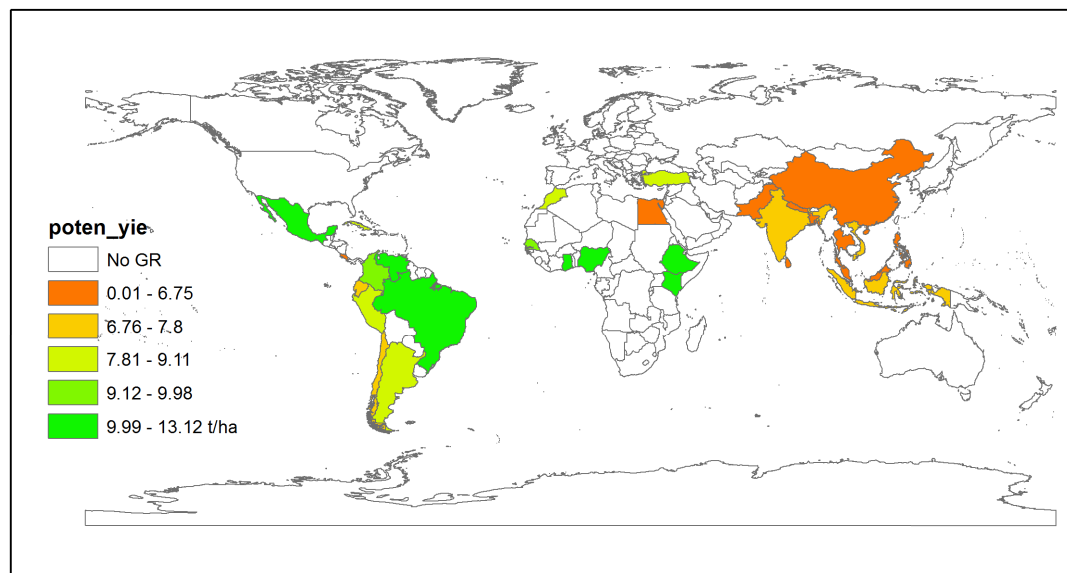 poten_yie
No GR
0.01 - 6.75
6.76 - 7.8
7.81 - 9.11
9.12 - 9.98
9.99 - 13.12 t/ha